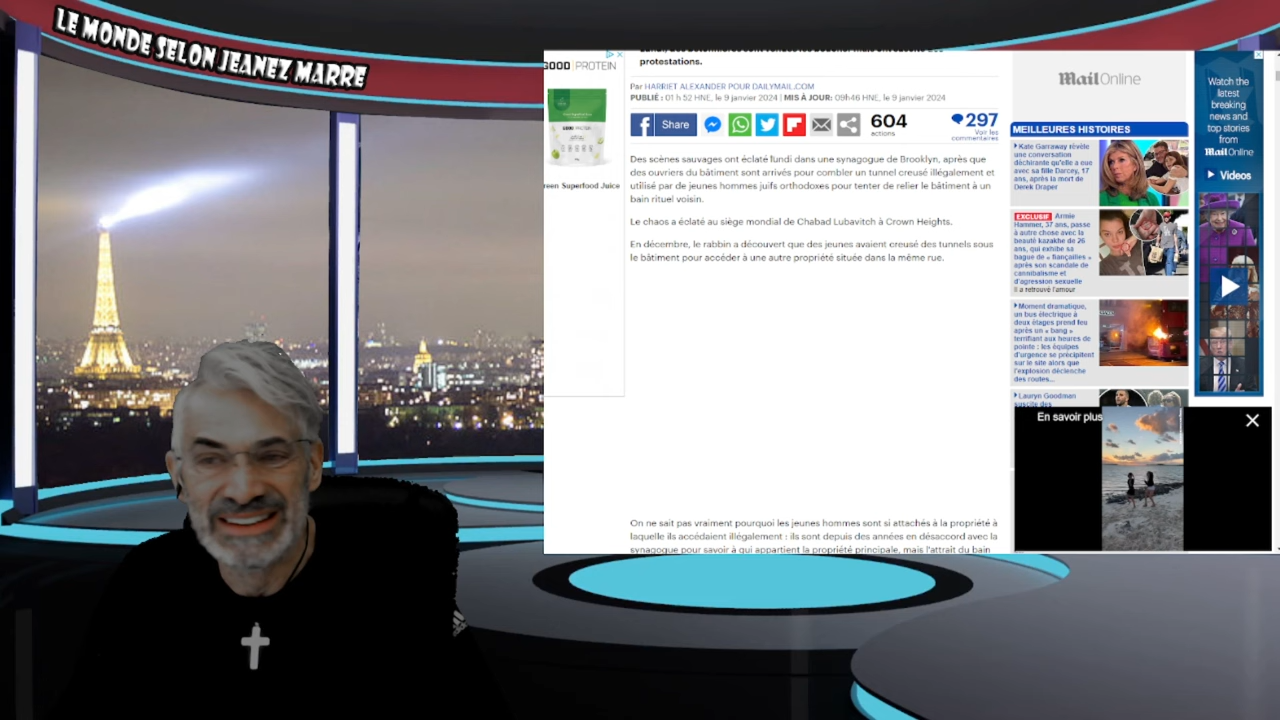 LE MONDE SELON JEANEZ MARRE
GOOD PROTEIN
protestations.
Par HARRIET ALEXANDER POUR DAILYMAIL.COM
PUBLIÉ : 01 h 52 HNE, le 9 janvier 2024 | MIS À JOUR: 09h46 HNE, le 9 janvier 2024
Share
604
actions
297
Voir les
commentaires
Des scènes sauvages ont éclaté lundi dans une synagogue de Brooklyn, après que
des ouvriers du bâtiment sont arrivés pour combler un tunnel creusé illégalement et
utilisé par de jeunes hommes juifs orthodoxes pour tenter de relier le bâtiment à un
bain rituel voisin.
Le chaos a éclaté au siège mondial de Chabad Lubavitch à Crown Heights.
En décembre, le rabbin a découvert que des jeunes avaient creusé des tunnels sous
le bâtiment pour accéder à une autre propriété située dans la même rue.
On ne sait pas vraiment pourquoi les jeunes hommes sont si attachés à la propriété à
laquelle ils accédaient illégalement : ils sont depuis des années en désaccord avec la
synagogue pour savoir à qui appartient la propriété principale, mais l'attrait du bain
reen Superfood Juice
Mail Online
MEILLEURES HISTOIRES
Kate Garraway révèle
une conversation
déchirante qu'elle a eue
avec sa fille Darcey, 17
ans, après la mort de
Derek Draper
EXCLUSIF Armie
Hammer, 37 ans, passe
à autre chose avec la
beauté kazakhe de 26
ans, qui exhibe sa
bague de « fiançailles »
après son scandale de
cannibalisme et
d'agression sexuelle
Il a retrouvé l'amour
Moment dramatique,
un bus électrique à
deux étages prend feu
après un « bang »
terrifiant aux heures de
pointe : les équipes
d'urgence se précipitent
sur le site alors que
l'explosion déclenche
des routes...
Lauryn Goodman
suscite des
En savoir plus
Watch the
latest
breaking
news and
top stories
from
Mail Online
Videos